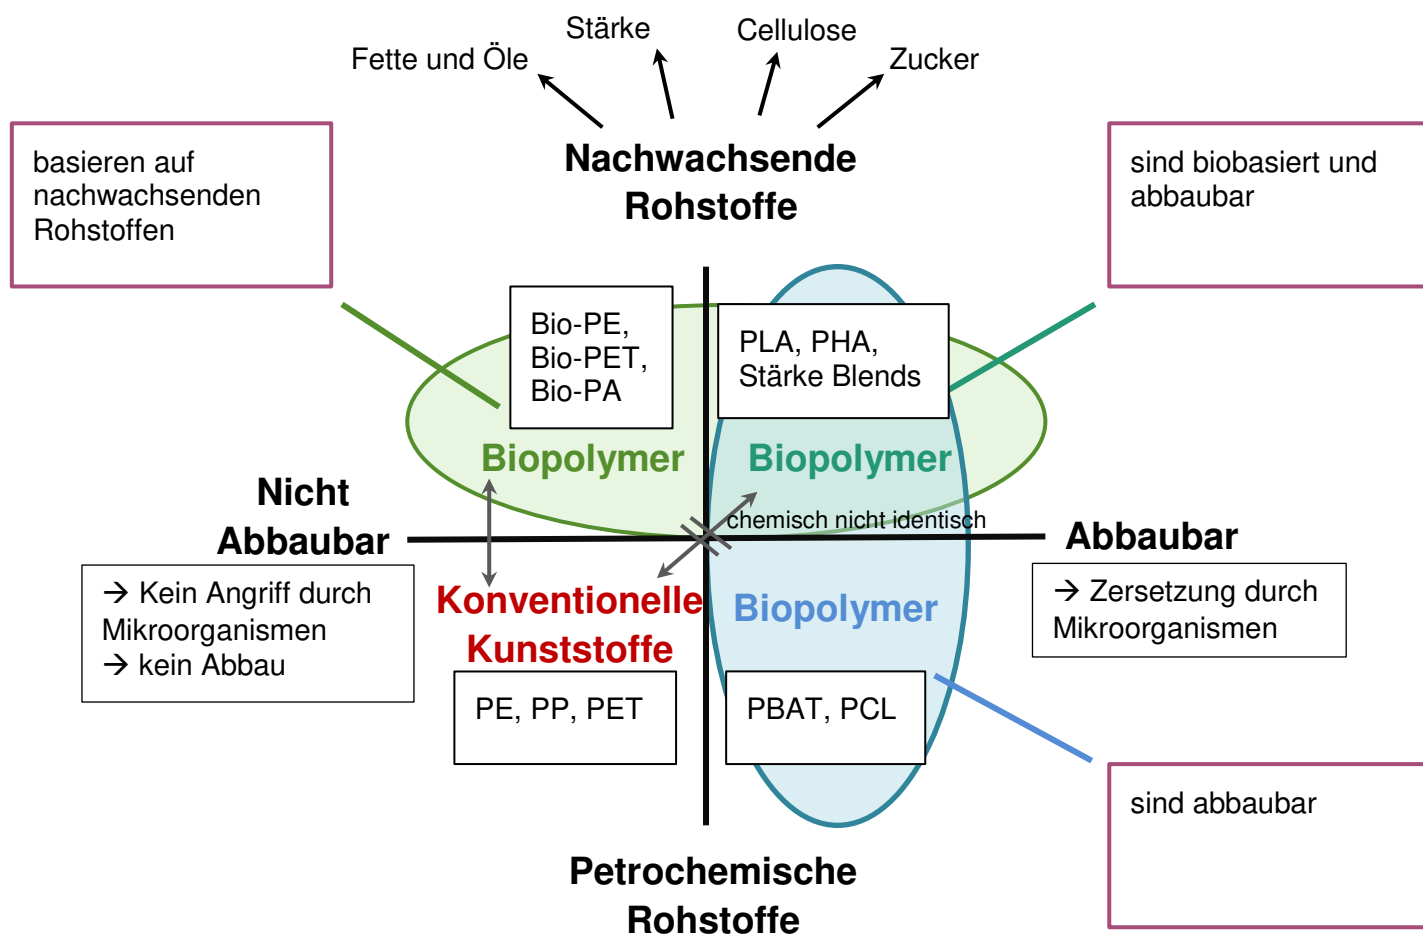 Stärke
Cellulose
Fette und Öle
Zucker
Nachwachsende
Rohstoffe
basieren auf
nachwachsenden
Rohstoffen
sind biobasiert und
abbaubar
Bio-PE,
Bio-PET,
Bio-PA
PLA, PHA,
Stärke Blends
Biopolymer
Biopolymer
Nicht
Abbaubar
chemisch nicht identisch
Abbaubar
→ Kein Angriff durch
Mikroorganismen
→ kein Abbau
Konventionelle
Kunststoffe
Biopolymer
→ Zersetzung durch
Mikroorganismen
PE, PP, PET
PBAT, PCL
sind abbaubar
Petrochemische
Rohstoffe